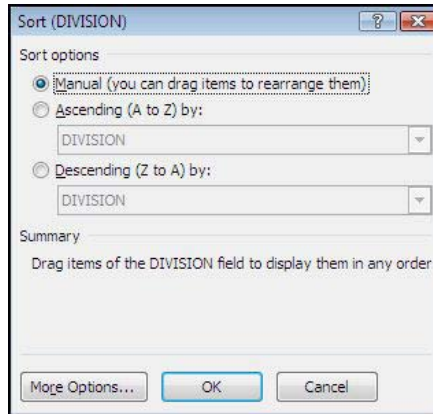 Sort (DIVISION)
Sort options
Manual (you can drag items to rearrange them)
Ascending (A to Z) by:
DIVISION
Descending (Z to A) by:
DIVISION
Summary
Drag items of the DIVISION field to display them in any order
More Options... OK Cancel